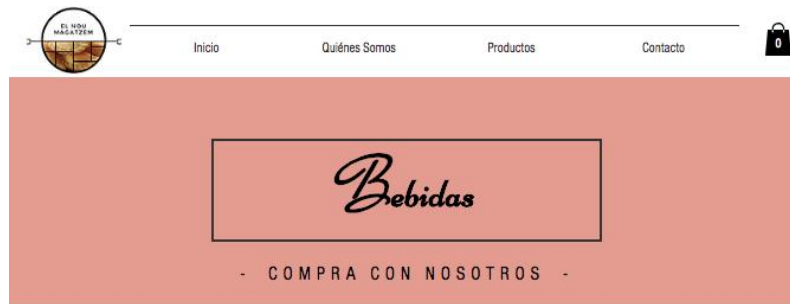 EL NOU
MAGATZEM
Inicio Quiénes Somos Productos Contacto
0
Bebidas
- COMPRA CON NOSOTROS -